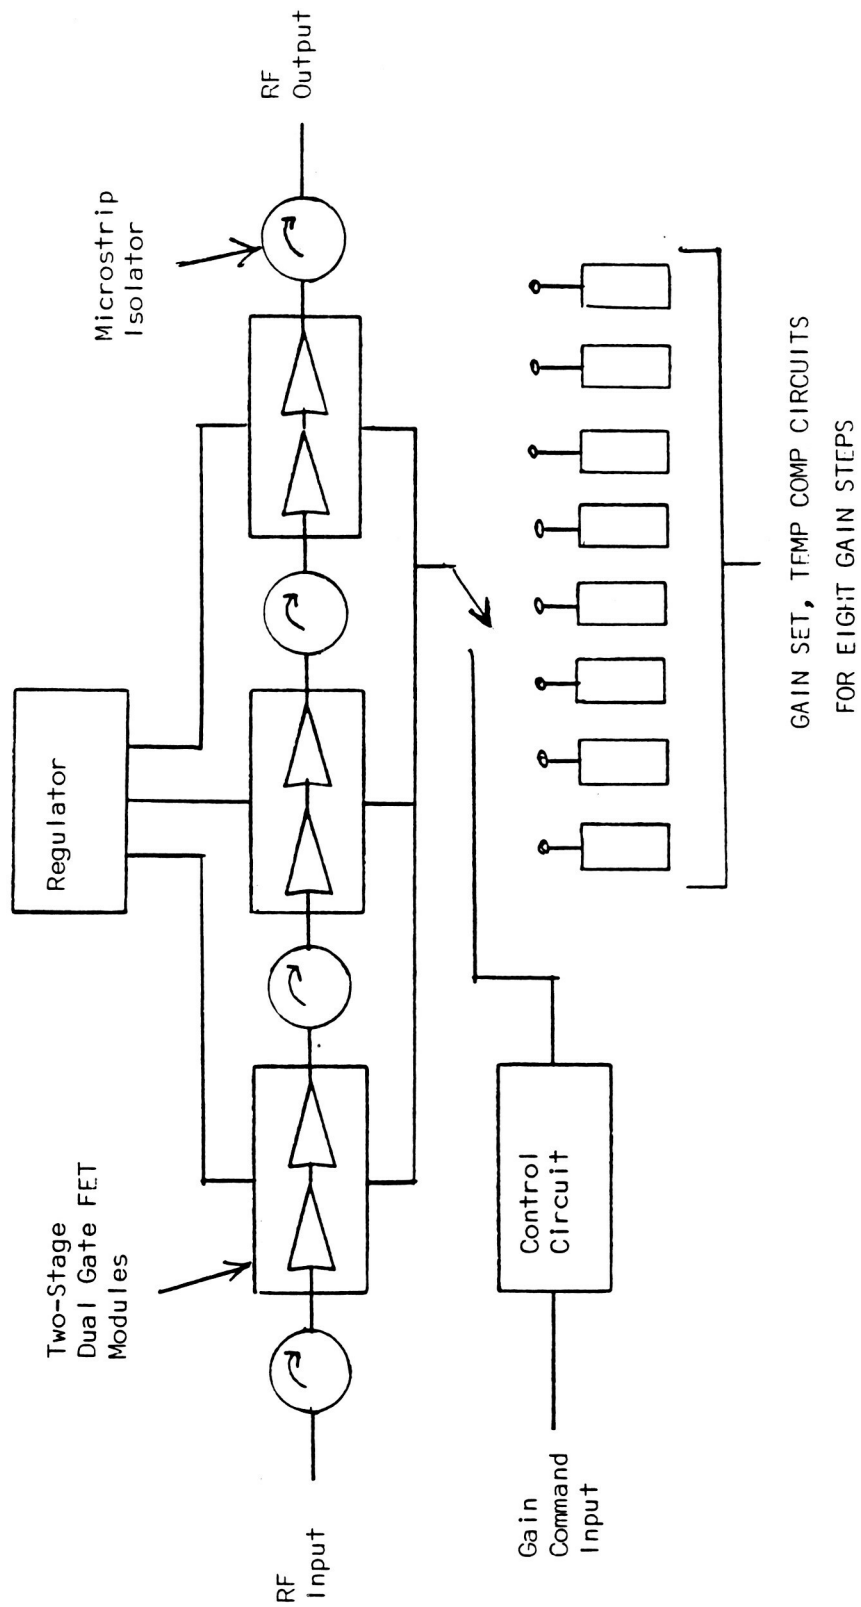 Regulator
Two-Stage
Dual Gate FET
Modules
Microstrip
Isolator
RF
Input
RF
Output
Gain
Command
Input
Control
Circuit
GAIN SET, TEMP COMP CIRCUITS
FOR EIGHT GAIN STEPS